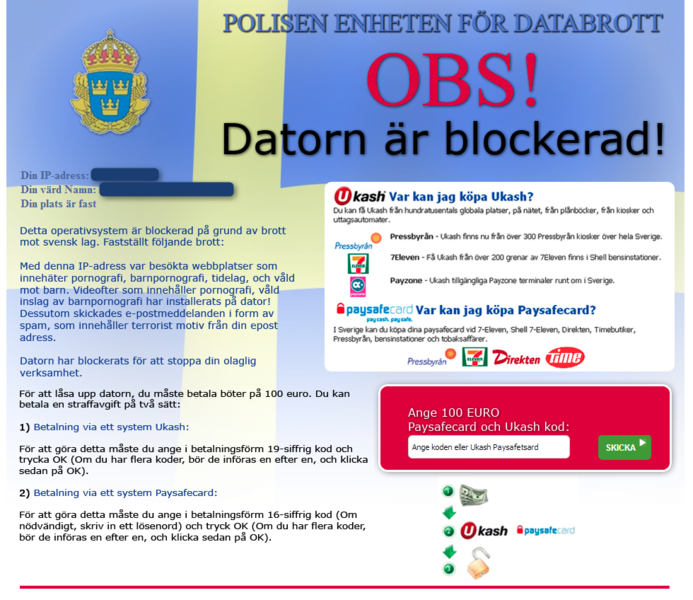 POLISEN ENHETEN FÖR DATABROTT
OBS!
Datorn är blockerad!
Din IP-adress:
Din värd Namn:
Din plats är fast
Detta operativsystem är blockerad på grund av brott
mot svensk lag. Fastställt följande brott:
Med denna IP-adress var besökta webbplatser som
innehåter pornografi, barnpornografi, tidelag, och våld
mot barn. Videofter som innehåller pornografi, våld
inslag av barnpornografi har installerats på dator!
Dessutom skickades e-postmeddelanden i form av
spam, som innehåller terrorist motiv från din epost
adress.
Datorn har blockerats för att stoppa din olaglig
verksamhet.
För att låsa upp datorn, du måste betala böter på 100 euro. Du kan
betala en straffavgift på två sätt:
1) Betalning via ett system Ukash:
För att göra detta måste du ange i betalningsförm 19-siffrig kod och
trycka OK (Om du har flera koder, bör de införas en efter en, och klicka
sedan på OK).
2) Betalning via ett system Paysafecard:
För att göra detta måste du ange i betalningsförm 16-siffrig kod (Om
nödvändigt, skriv in ett lösenord) och tryck OK (Om du har flera koder,
bör de införas en efter en, och klicka sedan på OK).
Ukash Var kan jag köpa Ukash?
Du kan få Ukash från hundratusentals globala platser, på nätet, från plånböcker, från kiosker och
uttagsautomater.
Pressbyrån Pressbyrån - Ukash finns nu från över 300 Pressbyrån kiosker över hela Sverige.
7 ELEVEN 7Eleven - Få Ukash från över 200 grenar av 7Eleven finns i Shell bensinstationer.
Payzone - Ukash tillgängliga Payzone terminaler runt om i Sverige.
paysafecard Var kan jag köpa Paysafecard?
pay cash. pay safe.
I Sverige kan du köpa dina paysafecard vid 7-Eleven, Shell 7-Eleven, Direkten, Timebutiker,
Pressbyrån, bensinstationer och tobaksaffärer.
Pressbyrån 7 ELEVEN Direkten Time
Ange 100 EURO
Paysafecard och Ukash kod:
Ange koden eller Ukash Paysafetsard
SKICKA
1
2 Ukash paysafecard
3